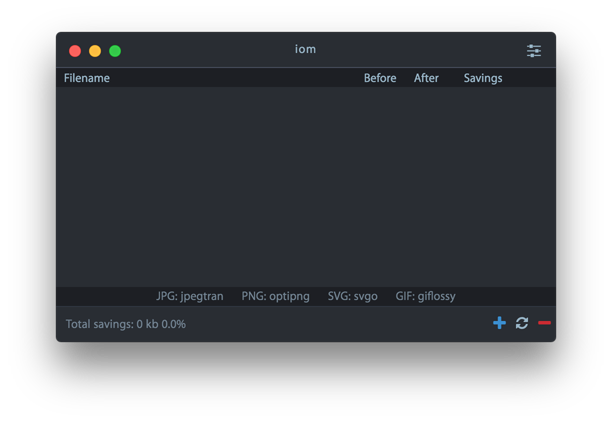 iom
Filename Before After Savings
JPG: jpegtran PNG: optipng SVG: svgo GIF: giflossy
Total savings: 0 kb 0.0%